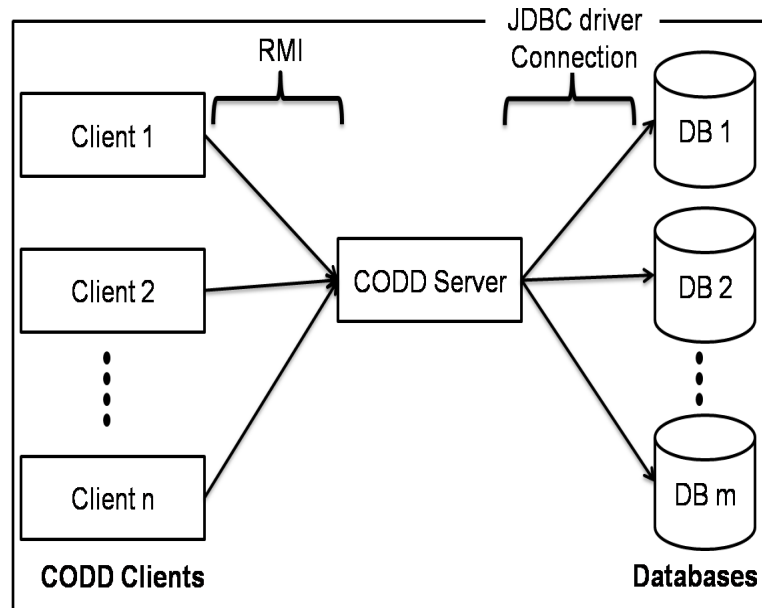 JDBC driver
Connection
RMI
Client 1
DB 1
Client 2
CODD Server
DB 2
Client n
DB m
CODD Clients
Databases